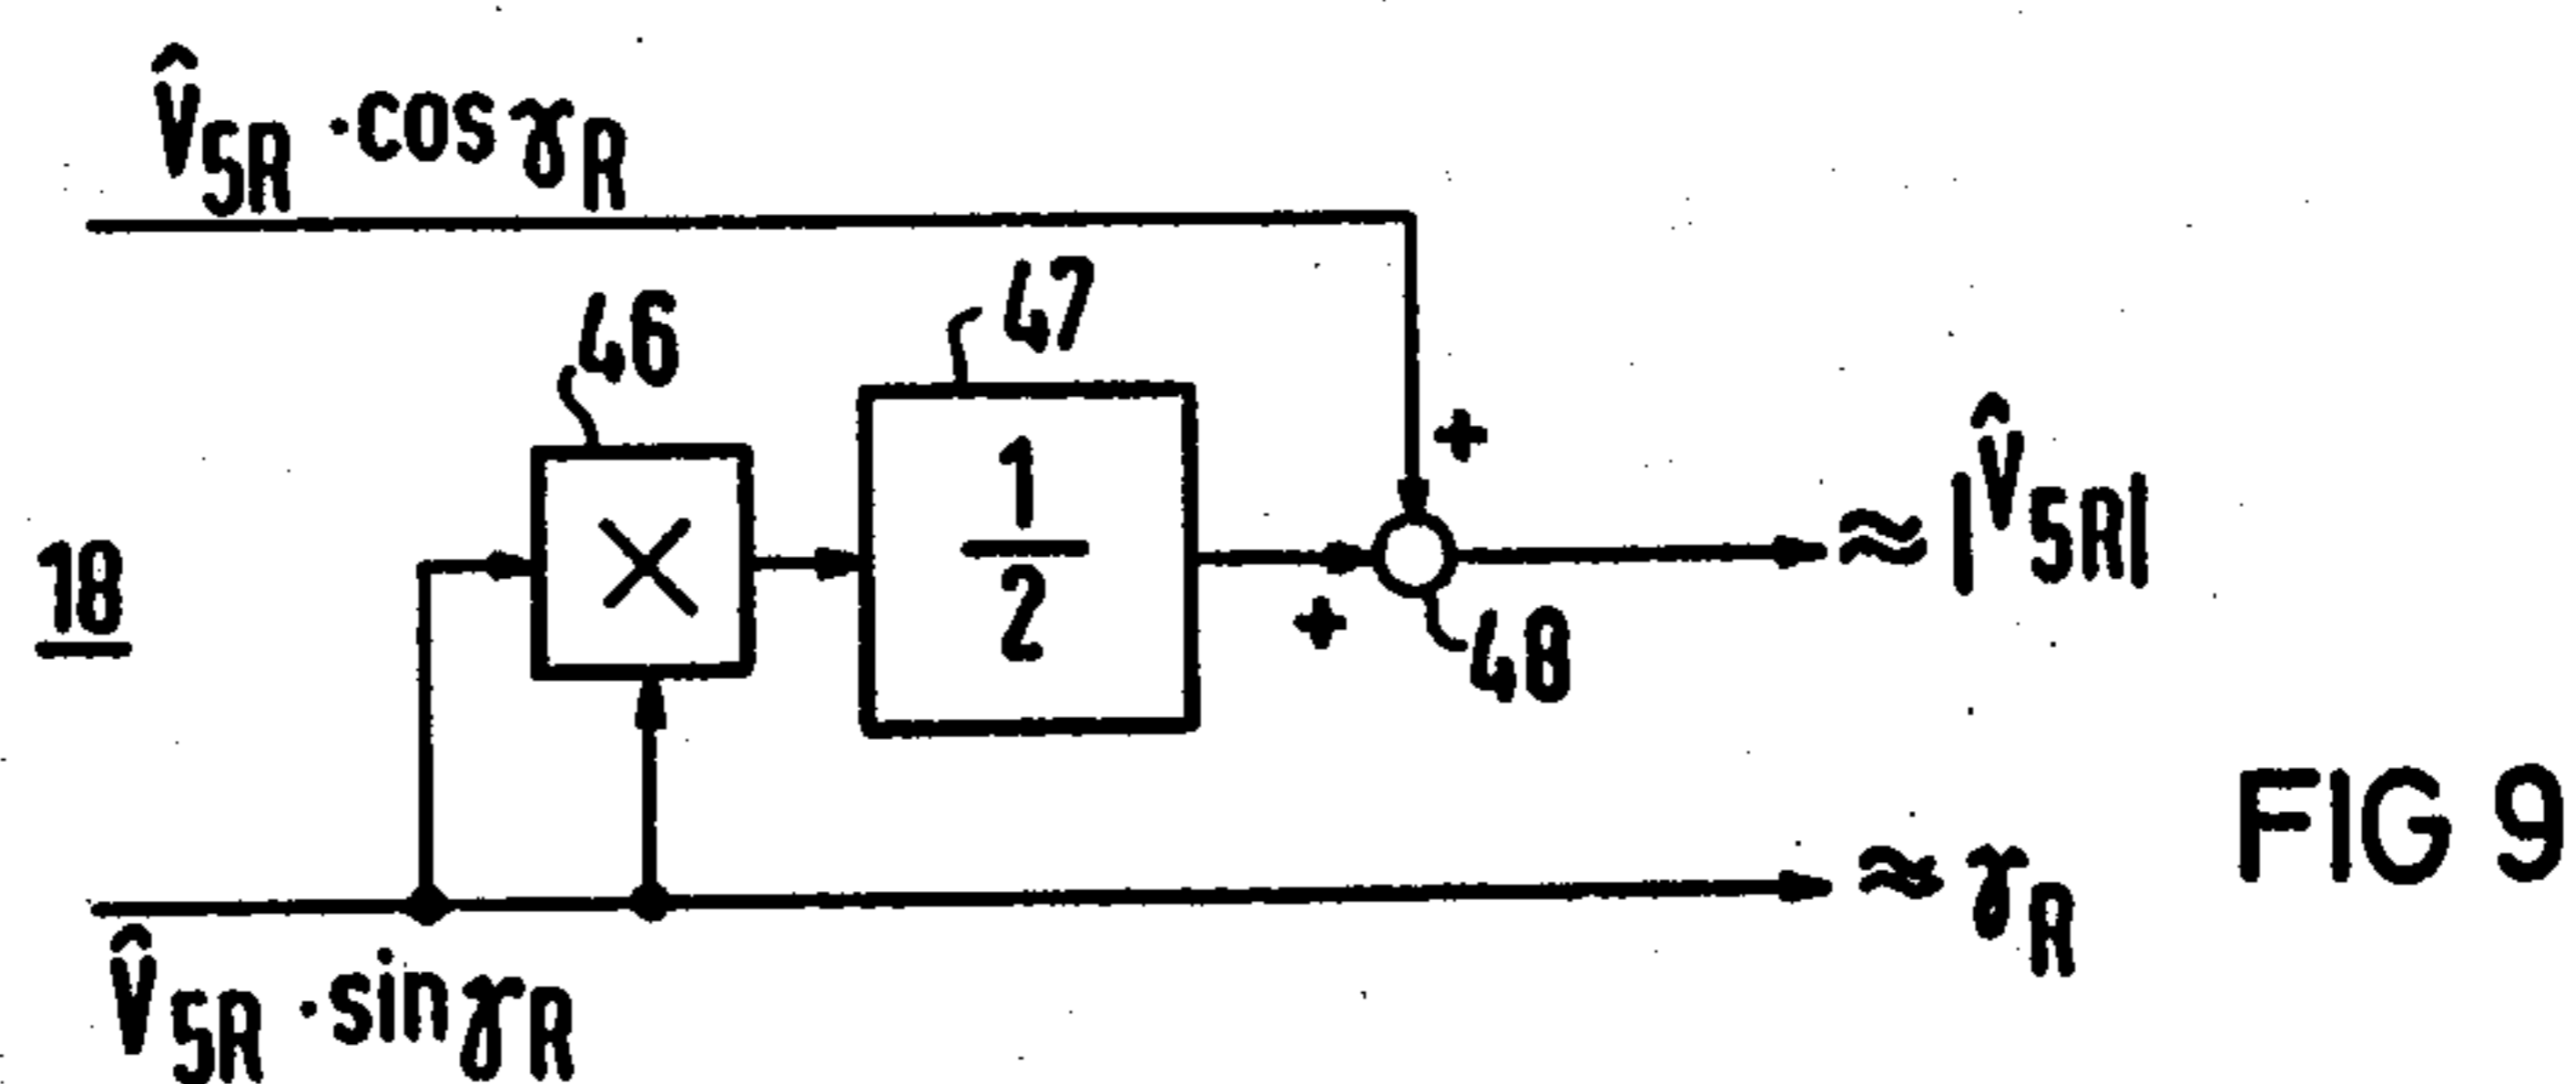 v̂5R · cos γR
46
47
×
1
2
+
+
48
≈ |v̂5R|
18
≈ γR
v̂5R · sin γR
FIG 9